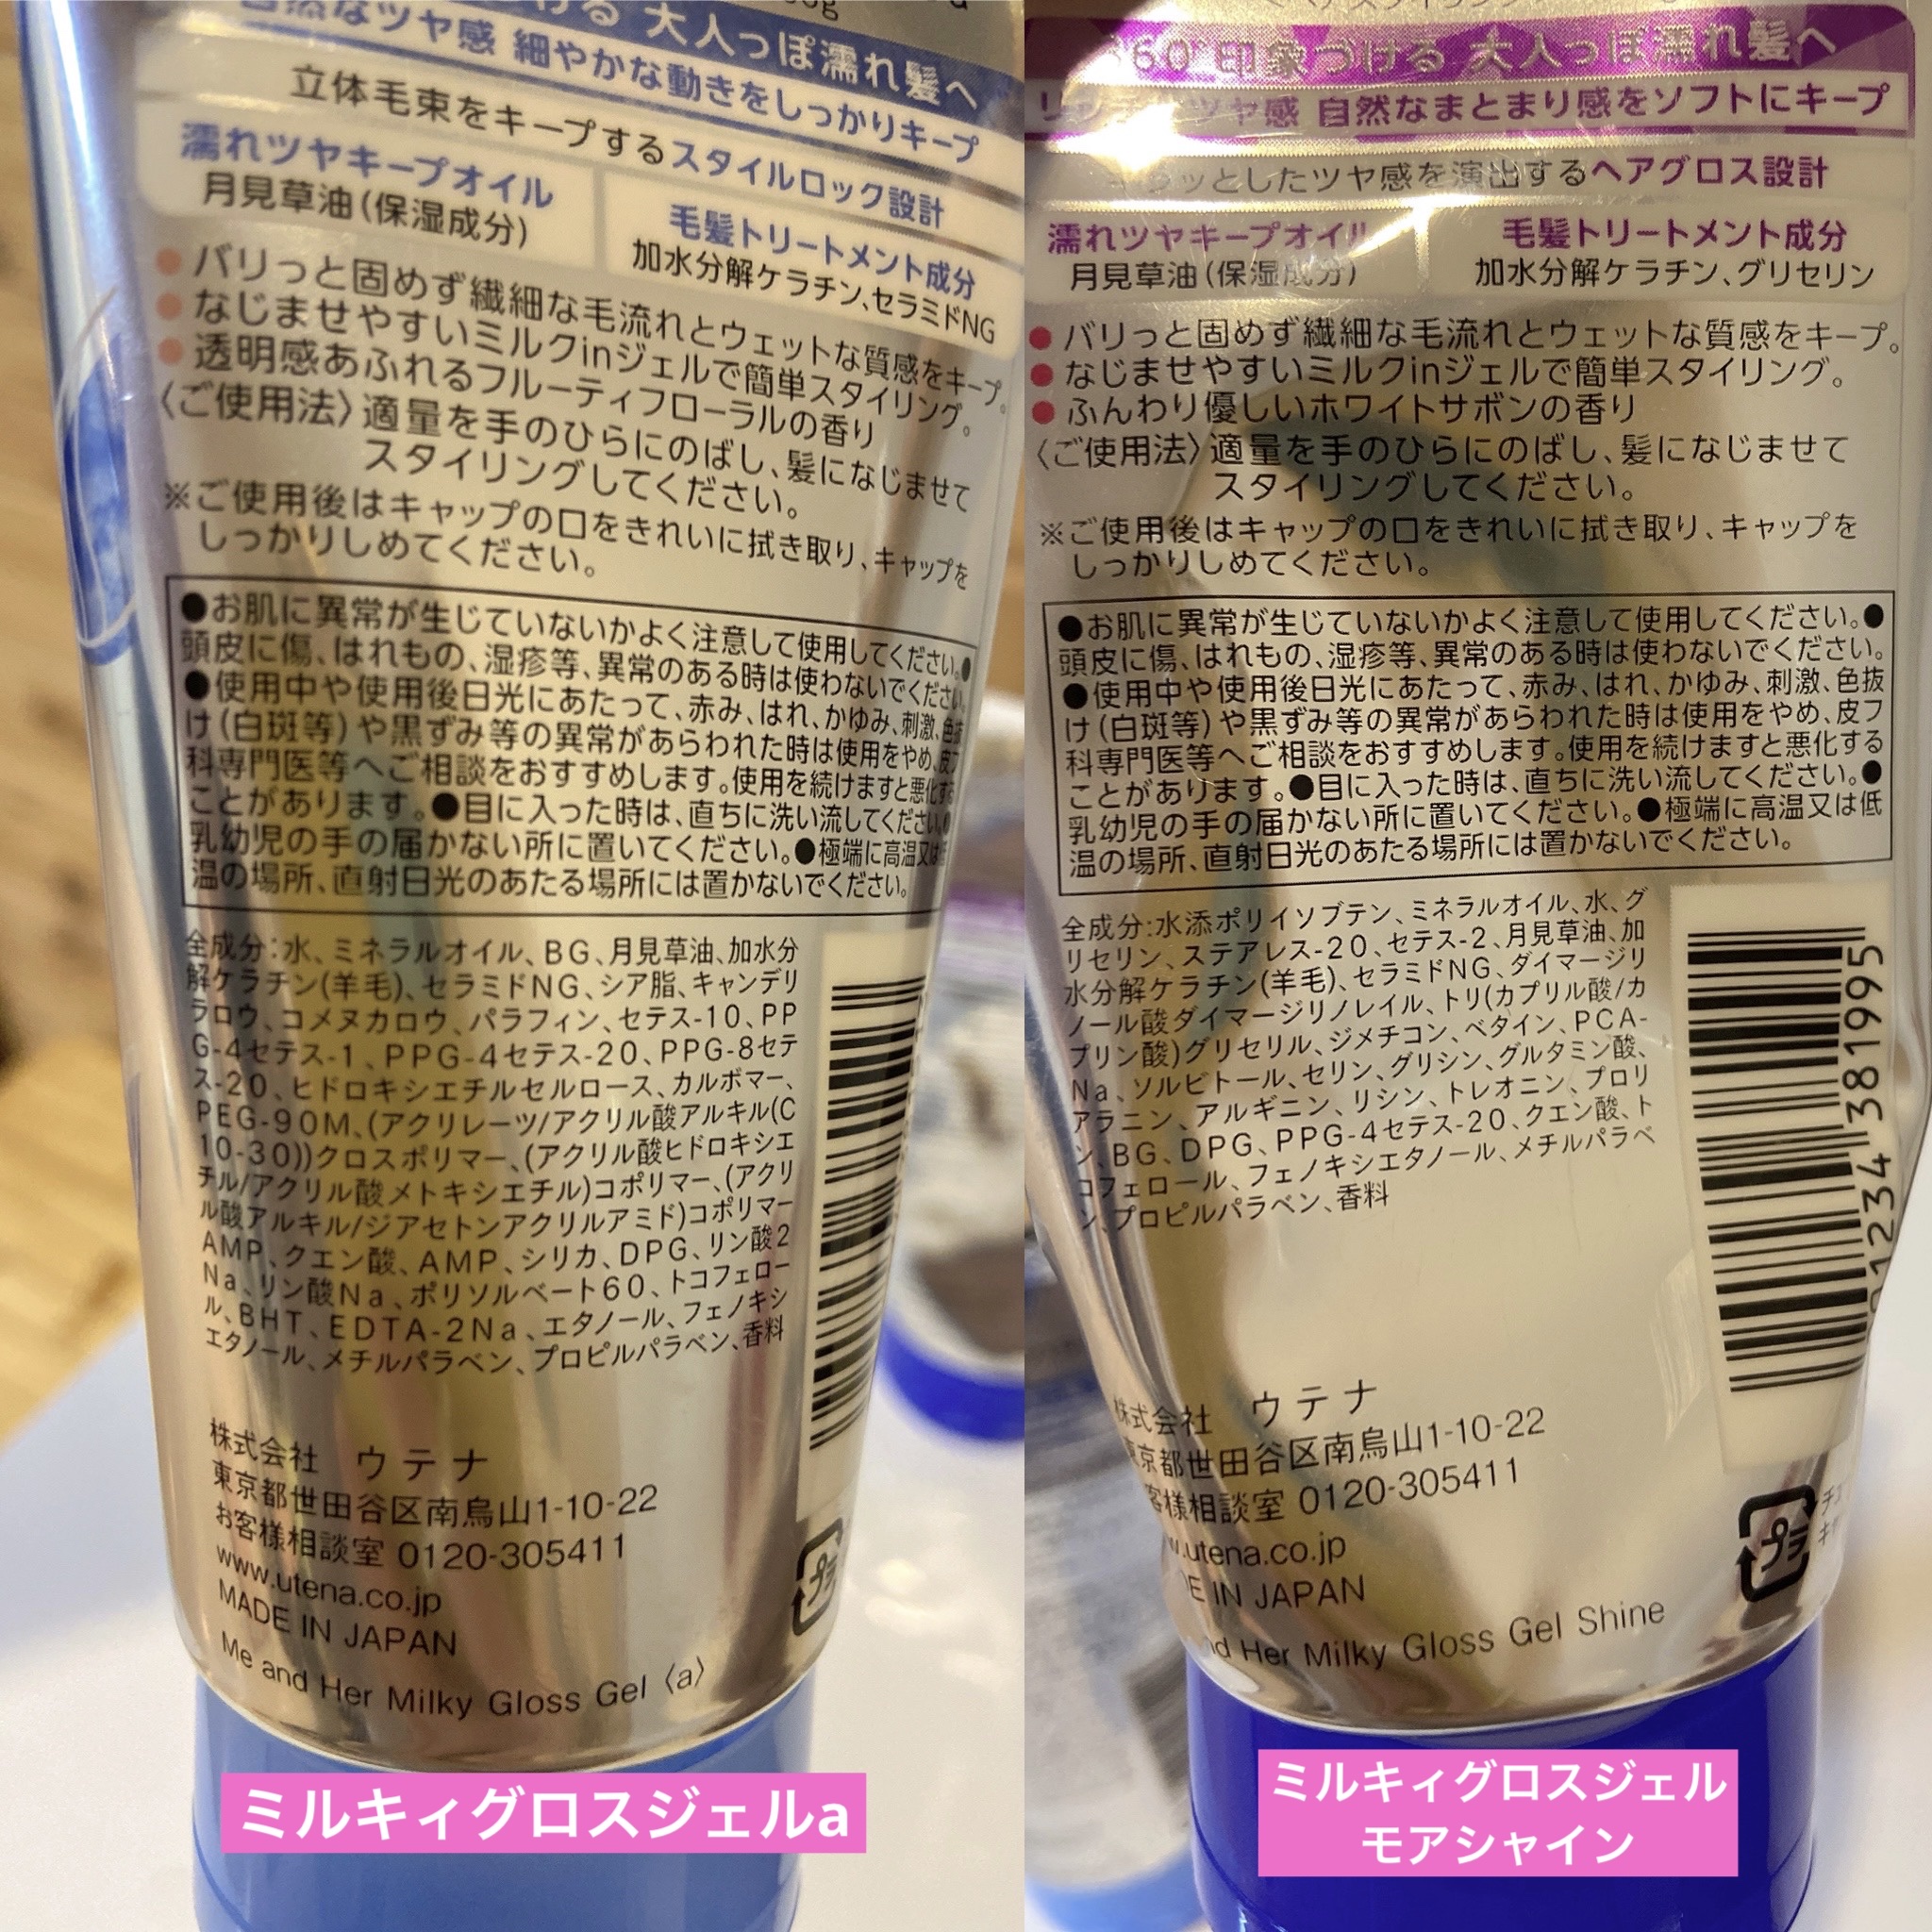 自然なツヤ感 細やかな動きをしっかりキープ
大人っぽ濡れ髪へ
立体毛束をキープするスタイルロック設計
濡れツヤキープオイル
月見草油(保湿成分)
毛髪トリートメント成分
加水分解ケラチン、セラミドNG
●バリっと固めず繊細な毛流れとウェットな質感をキープ。
●なじませやすいミルクinジェルで簡単スタイリング。
●透明感あふれるフルーティフローラルの香り
〈ご使用法〉適量を手のひらにのばし、髪になじませて
スタイリングしてください。
※ご使用後はキャップの口をきれいに拭き取り、キャップを
しっかりしめてください。
●お肌に異常が生じていないかよく注意して使用してください。●
頭皮に傷、はれもの、湿疹等、異常のある時は使わないでください。
●使用中や使用後日光にあたって、赤み、はれ、かゆみ、刺激、色抜
け(白斑等)や黒ずみ等の異常があらわれた時は使用をやめ、皮フ
科専門医等へご相談をおすすめします。使用を続けますと悪化する
ことがあります。●目に入った時は、直ちに洗い流してください。●
乳幼児の手の届かない所に置いてください。●極端に高温又は低
温の場所、直射日光のあたる場所には置かないでください。
全成分:水、ミネラルオイル、BG、月見草油、加水分
解ケラチン(羊毛)、セラミドNG、シア脂、キャンデリ
ラロウ、コメヌカロウ、パラフィン、セテス-10、PP
G-4セテス-1、PPG-4セテス-20、PPG-8セテ
ス-20、ヒドロキシエチルセルロース、カルボマー、
PEG-90M、(アクリレーツ/アクリル酸アルキル(C
10-30))クロスポリマー、(アクリル酸ヒドロキシエ
チル/アクリル酸メトキシエチル)コポリマー、(アクリ
ル酸アルキル/ジアセトンアクリルアミド)コポリマー
AMP、クエン酸、AMP、シリカ、DPG、リン酸2
Na、リン酸Na、ポリソルベート60、トコフェロー
ル、BHT、EDTA-2Na、エタノール、フェノキシ
エタノール、メチルパラベン、プロピルパラベン、香料
株式会社 ウテナ
東京都世田谷区南烏山1-10-22
お客様相談室 0120-305411
www.utena.co.jp
MADE IN JAPAN
Me and Her Milky Gloss Gel〈a〉
プラ
ミルキィグロスジェルa
60°印象づける 大人っぽ濡れ髪へ
ツヤ感 自然なまとまり感をソフトにキープ
ッとしたツヤ感を演出するヘアグロス設計
濡れツヤキープオイル
月見草油(保湿成分)
毛髪トリートメント成分
加水分解ケラチン、グリセリン
●バリっと固めず繊細な毛流れとウェットな質感をキープ。
●なじませやすいミルクinジェルで簡単スタイリング。
●ふんわり優しいホワイトサボンの香り
〈ご使用法〉適量を手のひらにのばし、髪になじませて
スタイリングしてください。
※ご使用後はキャップの口をきれいに拭き取り、キャップを
しっかりしめてください。
●お肌に異常が生じていないかよく注意して使用してください。●
頭皮に傷、はれもの、湿疹等、異常のある時は使わないでください。
●使用中や使用後日光にあたって、赤み、はれ、かゆみ、刺激、色抜
け(白斑等)や黒ずみ等の異常があらわれた時は使用をやめ、皮フ
科専門医等へご相談をおすすめします。使用を続けますと悪化する
ことがあります。●目に入った時は、直ちに洗い流してください。●
乳幼児の手の届かない所に置いてください。●極端に高温又は低
温の場所、直射日光のあたる場所には置かないでください。
全成分:水添ポリイソブテン、ミネラルオイル、水、グ
リセリン、ステアレス-20、セテス-2、月見草油、加
水分解ケラチン(羊毛)、セラミドNG、ダイマージリ
ノール酸ダイマージリノレイル、トリ(カプリル酸/カ
プリン酸)グリセリル、ジメチコン、ベタイン、PCA-
Na、ソルビトール、セリン、グリシン、グルタミン酸、
アラニン、アルギニン、リシン、トレオニン、プロリ
ン、BG、DPG、PPG-4セテス-20、クエン酸、ト
コフェロール、フェノキシエタノール、メチルパラベ
ン、プロピルパラベン、香料
01234 381995
株式会社 ウテナ
東京都世田谷区南烏山1-10-22
客様相談室 0120-305411
w.utena.co.jp
DE IN JAPAN
nd Her Milky Gloss Gel Shine
プラ
ミルキィグロスジェル
モアシャイン